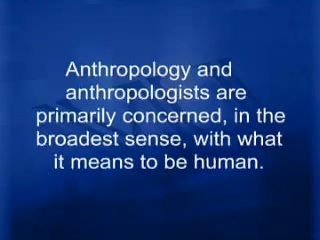 Anthropology and
anthropologists are
primarily concerned, in the
broadest sense, with what
it means to be human.